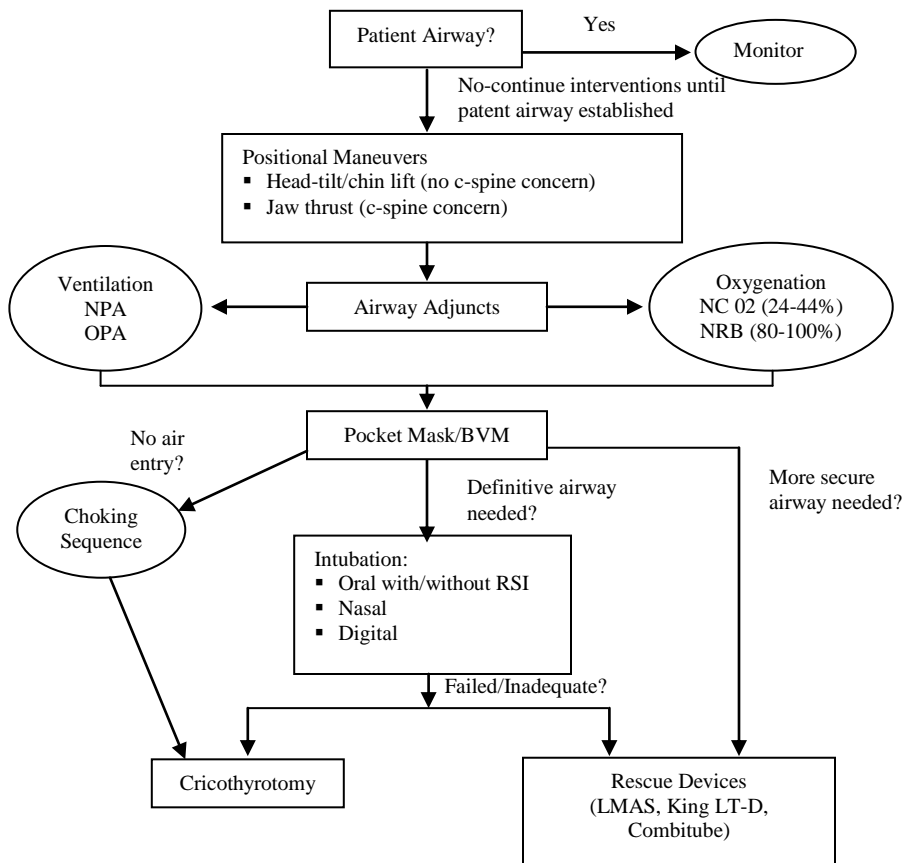 Patient Airway?
Yes
Monitor
No-continue interventions until
patent airway established
Positional Maneuvers
▪ Head-tilt/chin lift (no c-spine concern)
▪ Jaw thrust (c-spine concern)
Ventilation
NPA
OPA
Airway Adjuncts
Oxygenation
NC 02 (24-44%)
NRB (80-100%)
Pocket Mask/BVM
No air
entry?
Choking
Sequence
Definitive airway
needed?
More secure
airway needed?
Intubation:
▪ Oral with/without RSI
▪ Nasal
▪ Digital
Failed/Inadequate?
Cricothyrotomy
Rescue Devices
(LMAS, King LT-D,
Combitube)